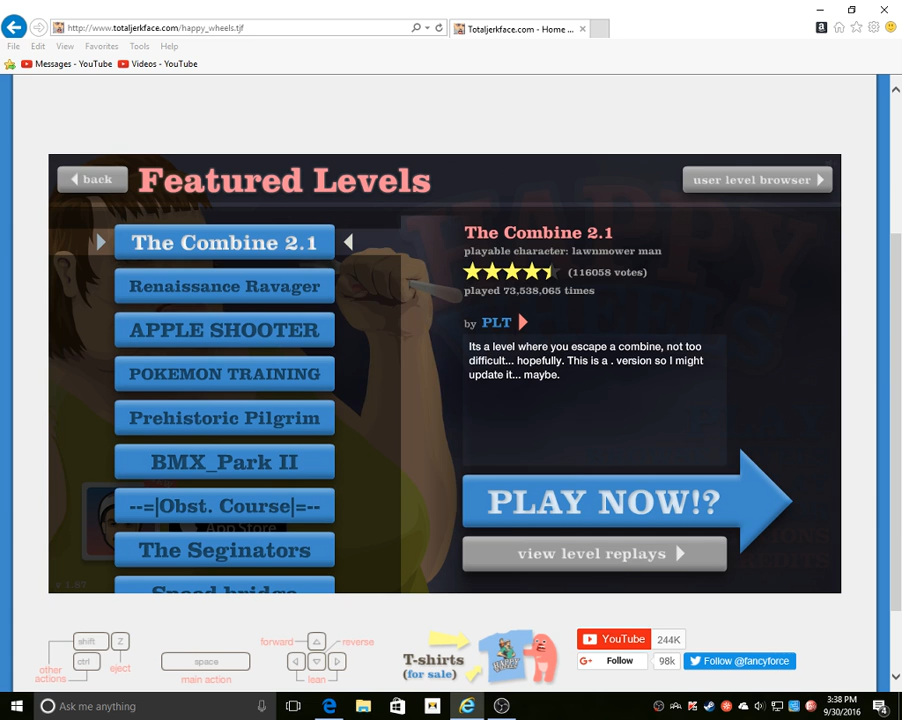 http://www.totaljerkface.com/happy_wheels.tjf
Totaljerkface.com - Home ...
File Edit View Favorites Tools Help
Messages - YouTube Videos - YouTube
back
Featured Levels
user level browser
The Combine 2.1
Renaissance Ravager
APPLE SHOOTER
POKEMON TRAINING
Prehistoric Pilgrim
BMX_Park II
--=|Obst. Course|=--
The Seginators
Speed bridge
The Combine 2.1
playable character: lawnmower man
(116058 votes)
played 73,538,065 times
by PLT
Its a level where you escape a combine, not too
difficult... hopefully. This is a . version so I might
update it... maybe.
PLAY NOW!?
view level replays
App Store
shift Z
ctrl
other
actions
eject
space
main action
forward
reverse
lean
T-shirts
(for sale)
YouTube 244K
G+ Follow 98k
Follow @fancyforce
Ask me anything
3:38 PM
9/30/2016
4